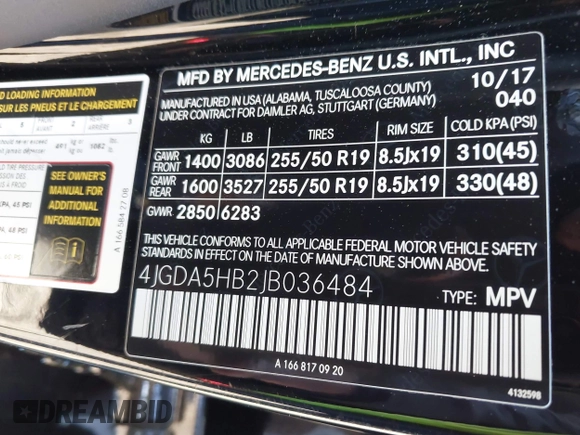 D LOADING INFORMATION
SUR LES PNEUS ET LE CHARGEMENT
SEE OWNER'S
MANUAL FOR
ADDITIONAL
INFORMATION
A 166 584 27 08
MFD BY MERCEDES-BENZ U.S. INTL., INC
MANUFACTURED IN USA (ALABAMA, TUSCALOOSA COUNTY) 10/17
UNDER CONTRACT FOR DAIMLER AG, STUTTGART (GERMANY) 040
KG LB TIRES RIM SIZE COLD KPA (PSI)
GAWR FRONT 1400 3086 255/50 R19 8.5Jx19 310(45)
GAWR REAR 1600 3527 255/50 R19 8.5Jx19 330(48)
GVWR 2850 6283
THIS VEHICLE CONFORMS TO ALL APPLICABLE FEDERAL MOTOR VEHICLE SAFETY
STANDARDS IN EFFECT ON THE DATE OF MANUFACTURE SHOWN ABOVE.
4JGDA5HB2JB036484
TYPE: MPV
A 166 817 09 20
4132598
DREAMBID